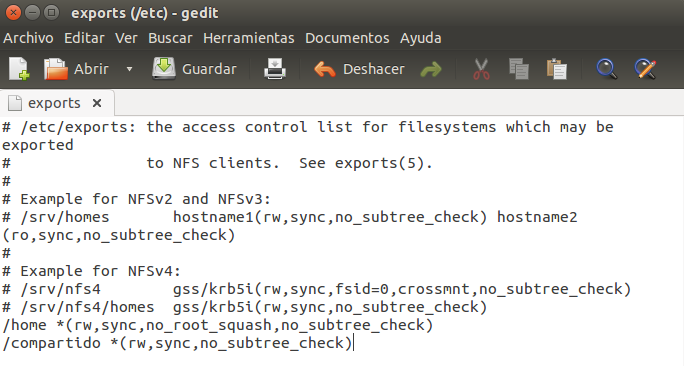 exports (/etc) - gedit
Archivo Editar Ver Buscar Herramientas Documentos Ayuda
Abrir Guardar Deshacer
exports
# /etc/exports: the access control list for filesystems which may be
exported
#               to NFS clients.  See exports(5).
#
# Example for NFSv2 and NFSv3:
# /srv/homes       hostname1(rw,sync,no_subtree_check) hostname2
(ro,sync,no_subtree_check)
#
# Example for NFSv4:
# /srv/nfs4        gss/krb5i(rw,sync,fsid=0,crossmnt,no_subtree_check)
# /srv/nfs4/homes  gss/krb5i(rw,sync,no_subtree_check)
/home *(rw,sync,no_root_squash,no_subtree_check)
/compartido *(rw,sync,no_subtree_check)